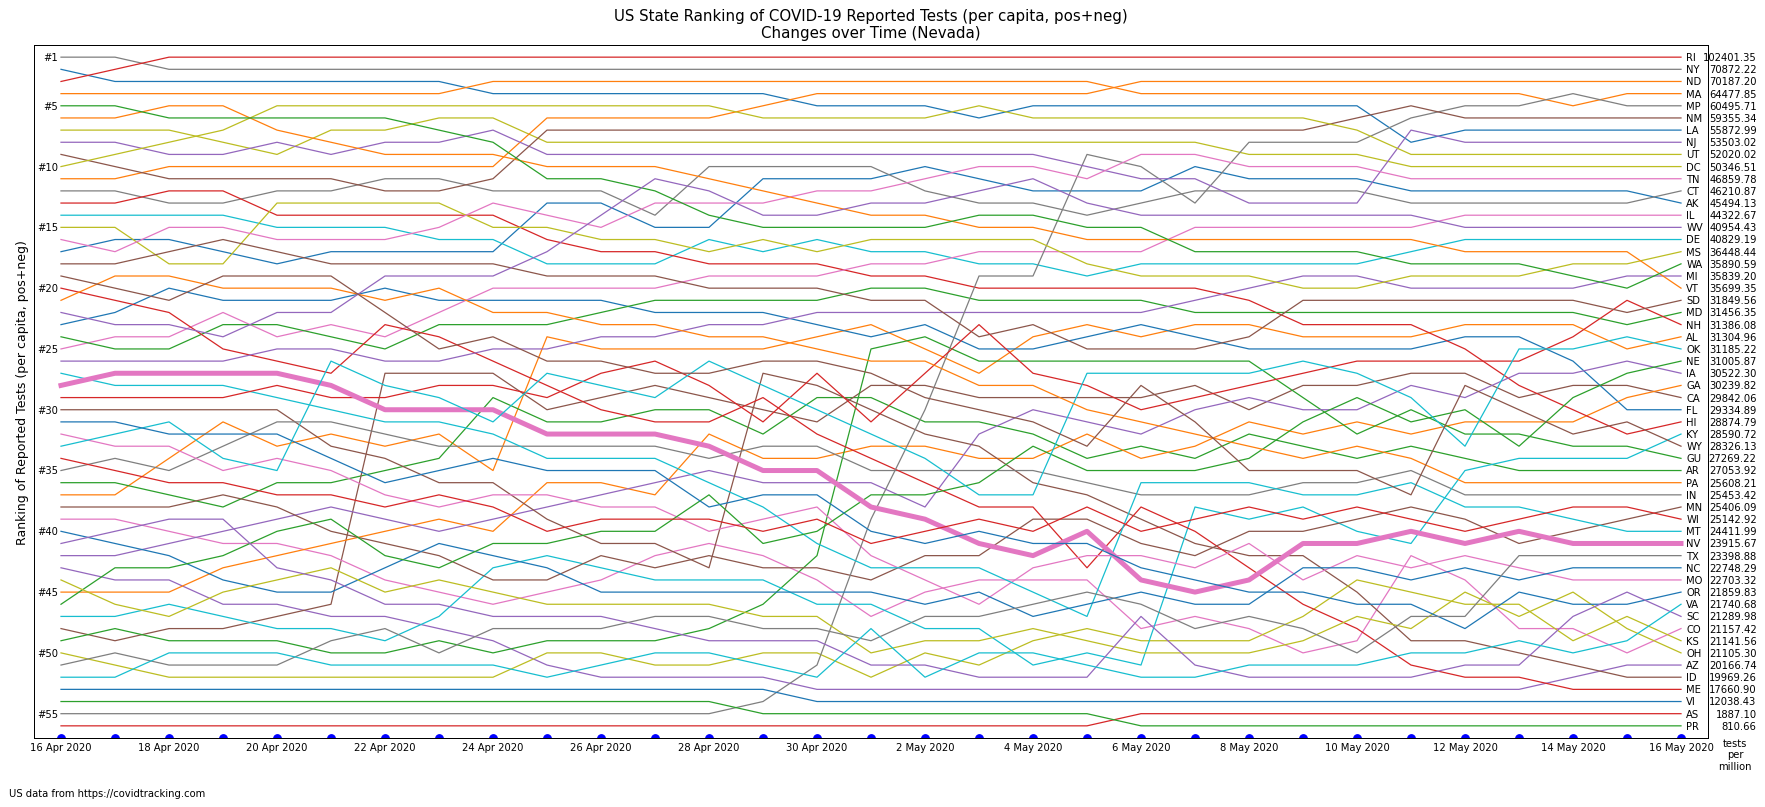 US State Ranking of COVID-19 Reported Tests (per capita, pos+neg)
Changes over Time (Nevada)
Ranking of Reported Tests (per capita, pos+neg)
#1
#5
#10
#15
#20
#25
#30
#35
#40
#45
#50
#55
RI 102401.35
NY 70872.22
ND 70187.20
MA 64477.85
MP 60495.71
NM 59355.34
LA 55872.99
NJ 53503.02
UT 52020.02
DC 50346.51
TN 46859.78
CT 46210.87
AK 45494.13
IL 44322.67
WV 40954.43
DE 40829.19
MS 36448.44
WA 35890.59
MI 35839.20
VT 35699.35
SD 31849.56
MD 31456.35
NH 31386.08
AL 31304.96
OK 31185.22
NE 31005.87
IA 30522.30
GA 30239.82
CA 29842.06
FL 29334.89
HI 28874.79
KY 28590.72
WY 28326.13
GU 27269.22
AR 27053.92
PA 25608.21
IN 25453.42
MN 25406.09
WI 25142.92
MT 24411.99
NV 23915.67
TX 23398.88
NC 22748.29
MO 22703.32
OR 21859.83
VA 21740.68
SC 21289.98
CO 21157.42
KS 21141.56
OH 21105.30
AZ 20166.74
ID 19969.26
ME 17660.90
VI 12038.43
AS 1887.10
PR 810.66
16 Apr 2020 18 Apr 2020 20 Apr 2020 22 Apr 2020 24 Apr 2020 26 Apr 2020 28 Apr 2020 30 Apr 2020 2 May 2020 4 May 2020 6 May 2020 8 May 2020 10 May 2020 12 May 2020 14 May 2020 16 May 2020
tests
per
million
US data from https://covidtracking.com